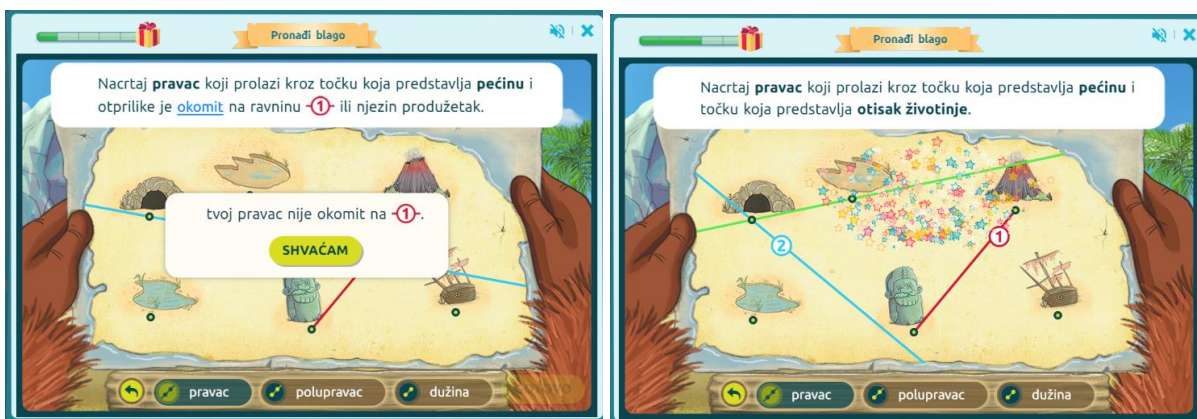 Pronađi blago
Nacrtaj pravac koji prolazi kroz točku koja predstavlja pećinu i
otprilike je okomit na ravninu -1- ili njezin produžetak.
tvoj pravac nije okomit na -1-.
SHVAĆAM
pravac polupravac dužina
Pronađi blago
Nacrtaj pravac koji prolazi kroz točku koja predstavlja pećinu i
točku koja predstavlja otisak životinje.
1
2
pravac polupravac dužina